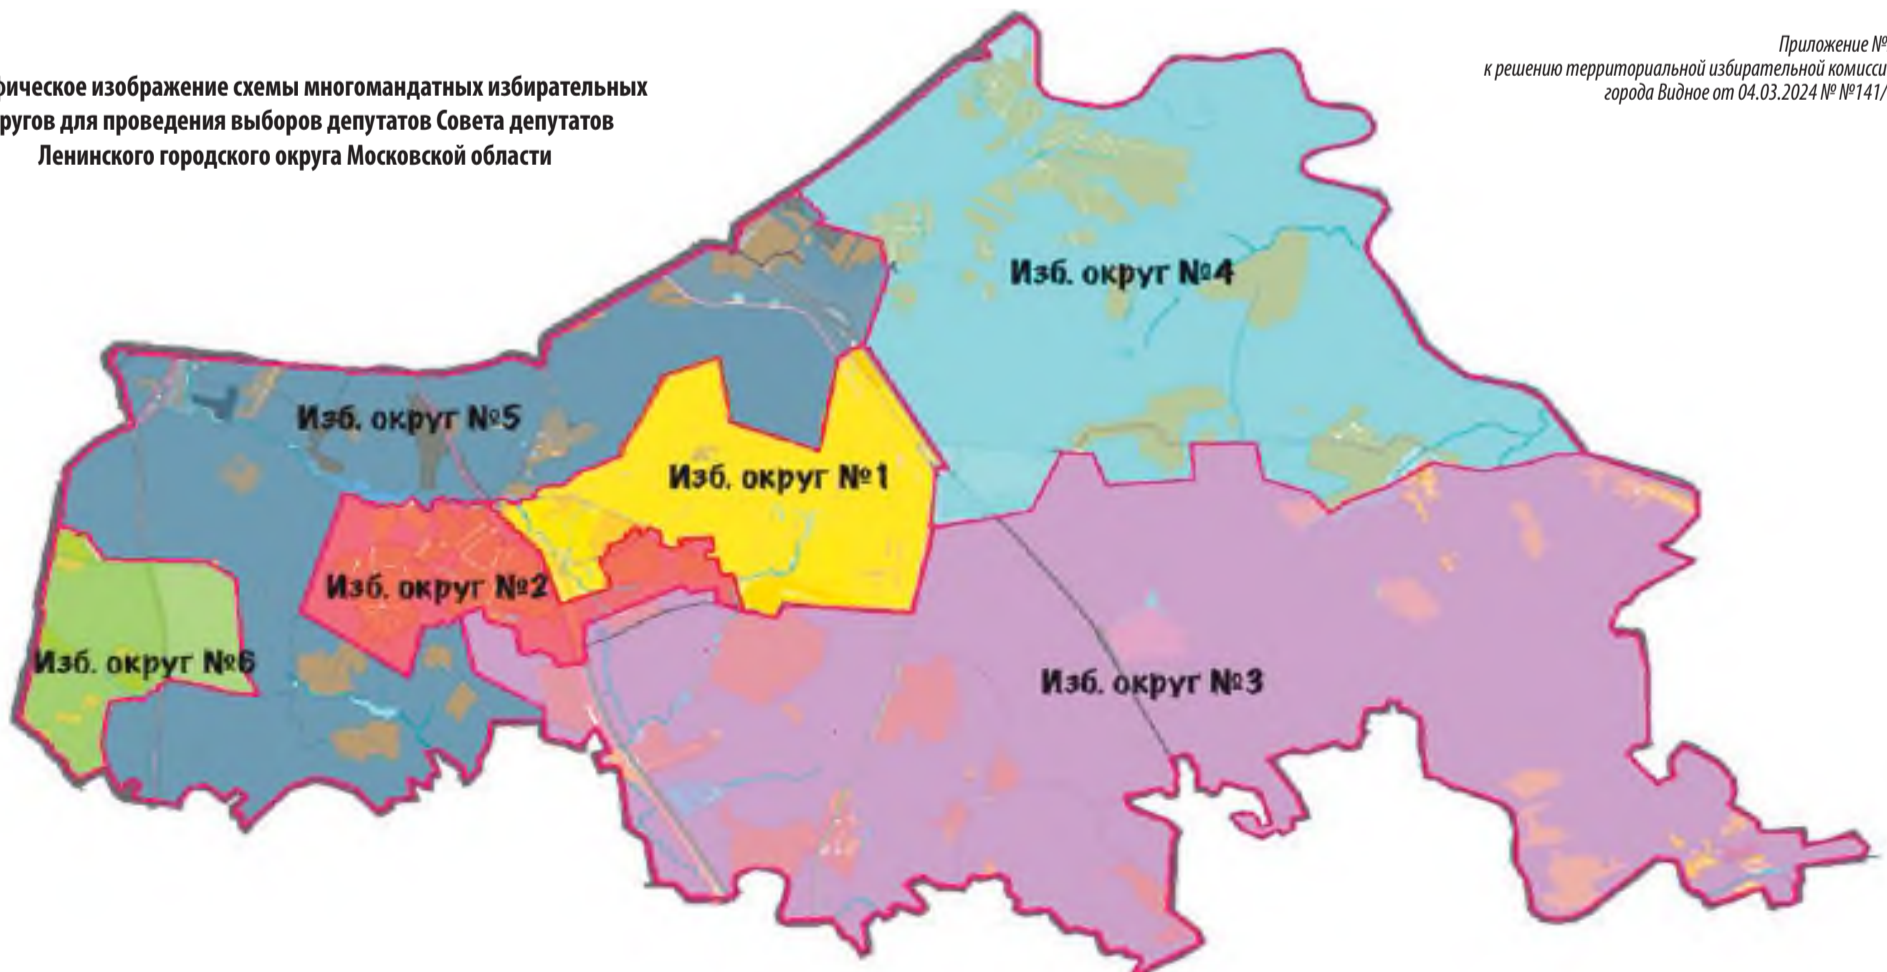 фическое изображение схемы многомандатных избирательных
ругов для проведения выборов депутатов Совета депутатов
Ленинского городского округа Московской области
Приложение №
к решению территориальной избирательной комисси
города Видное от 04.03.2024 № №141/
Изб. округ №4
Изб. округ №5
Изб. округ №1
Изб. округ №2
Изб. округ №6
Изб. округ №3